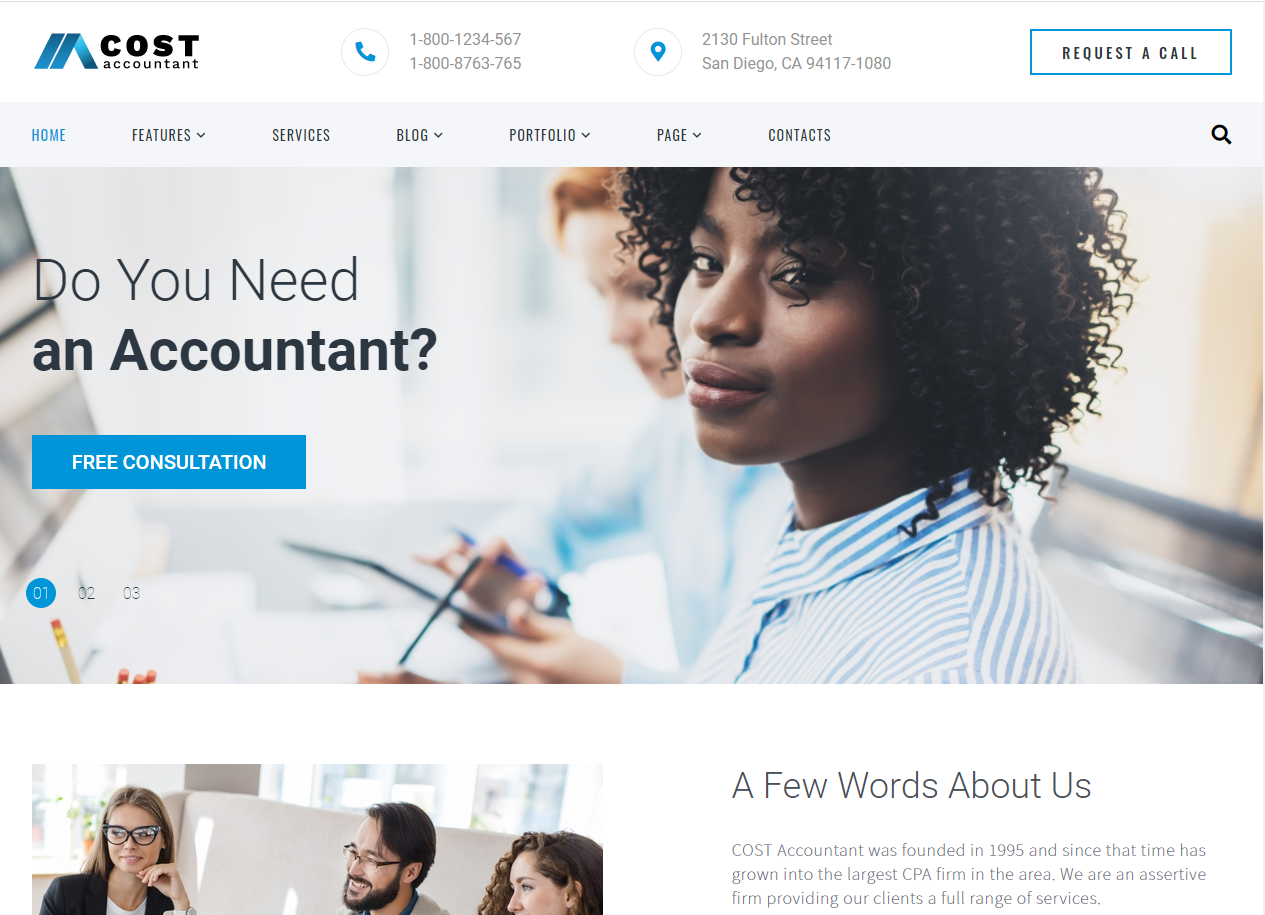 COST
accountant
1-800-1234-567
1-800-8763-765
2130 Fulton Street
San Diego, CA 94117-1080
REQUEST A CALL
HOME FEATURES SERVICES BLOG PORTFOLIO PAGE CONTACTS
Do You Need
an Accountant?
FREE CONSULTATION
01 02 03
A Few Words About Us
COST Accountant was founded in 1995 and since that time has
grown into the largest CPA firm in the area. We are an assertive
firm providing our clients a full range of services.